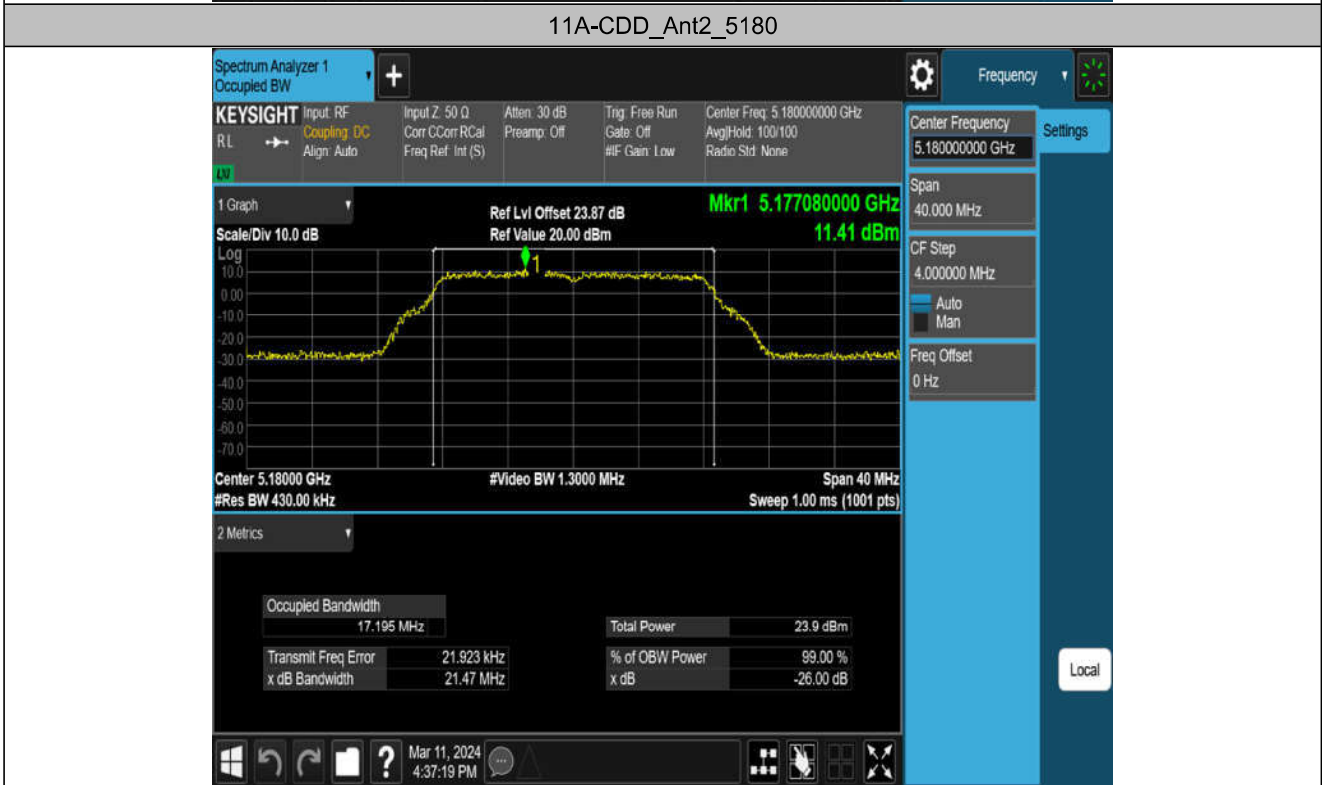 11A-CDD_Ant2_5180
Spectrum Analyzer 1
Occupied BW
+
Frequency
KEYSIGHT Input: RF
RL
Coupling: DC
Align: Auto
Input Z: 50 Ω
Corr CCorr RCal
Freq Ref: Int (S)
Atten: 30 dB
Preamp: Off
Trig: Free Run
Gate: Off
#IF Gain: Low
Center Freq: 5.180000000 GHz
Avg|Hold: 100/100
Radio Std: None
LXI
Center Frequency
5.180000000 GHz
Settings
Span
40.000 MHz
CF Step
4.000000 MHz
Auto
Man
Freq Offset
0 Hz
1 Graph
Scale/Div 10.0 dB
Ref Lvl Offset 23.87 dB
Ref Value 20.00 dBm
Mkr1 5.177080000 GHz
11.41 dBm
Log
10.0
0.00
-10.0
-20.0
-30.0
-40.0
-50.0
-60.0
-70.0
1
Center 5.18000 GHz
#Video BW 1.3000 MHz
Span 40 MHz
#Res BW 430.00 kHz
Sweep 1.00 ms (1001 pts)
2 Metrics
Occupied Bandwidth
17.195 MHz
Total Power 23.9 dBm
Transmit Freq Error 21.923 kHz
% of OBW Power 99.00 %
x dB Bandwidth 21.47 MHz
x dB -26.00 dB
Local
?
Mar 11, 2024
4:37:19 PM